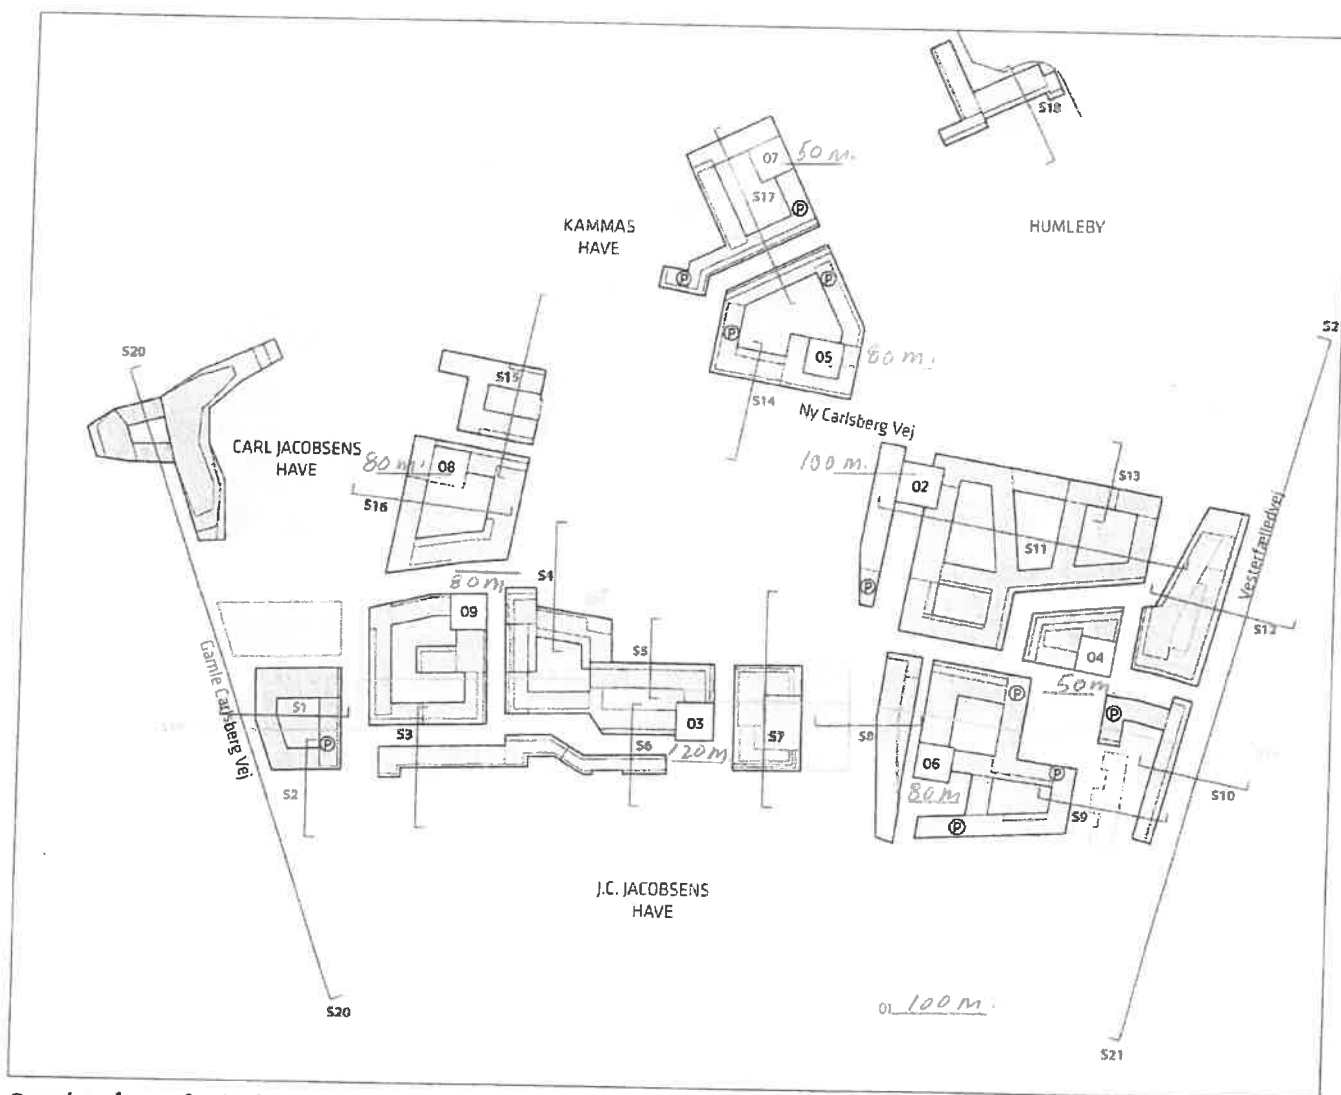 S18
07 50 m.
S17
P
KAMMAS
HAVE
HUMLEBY
P
P
P
S2
S20
05 80 m.
S15
S14
Ny Carlsberg Vej
CARL JACOBSENS
HAVE
80 m. 08
100 m.
02
S13
S16
S11
Vesterfælledvej
S4
80 m
P
09
S12
S5
04
50 m.
Gamle Carlsberg Vej
P
P
S1
03
S3
P
S6
120 m
S7
S8
06
P
80 m
S2
S10
S9
P
J.C. JACOBSENS
HAVE
S20
01 100 m.
S21